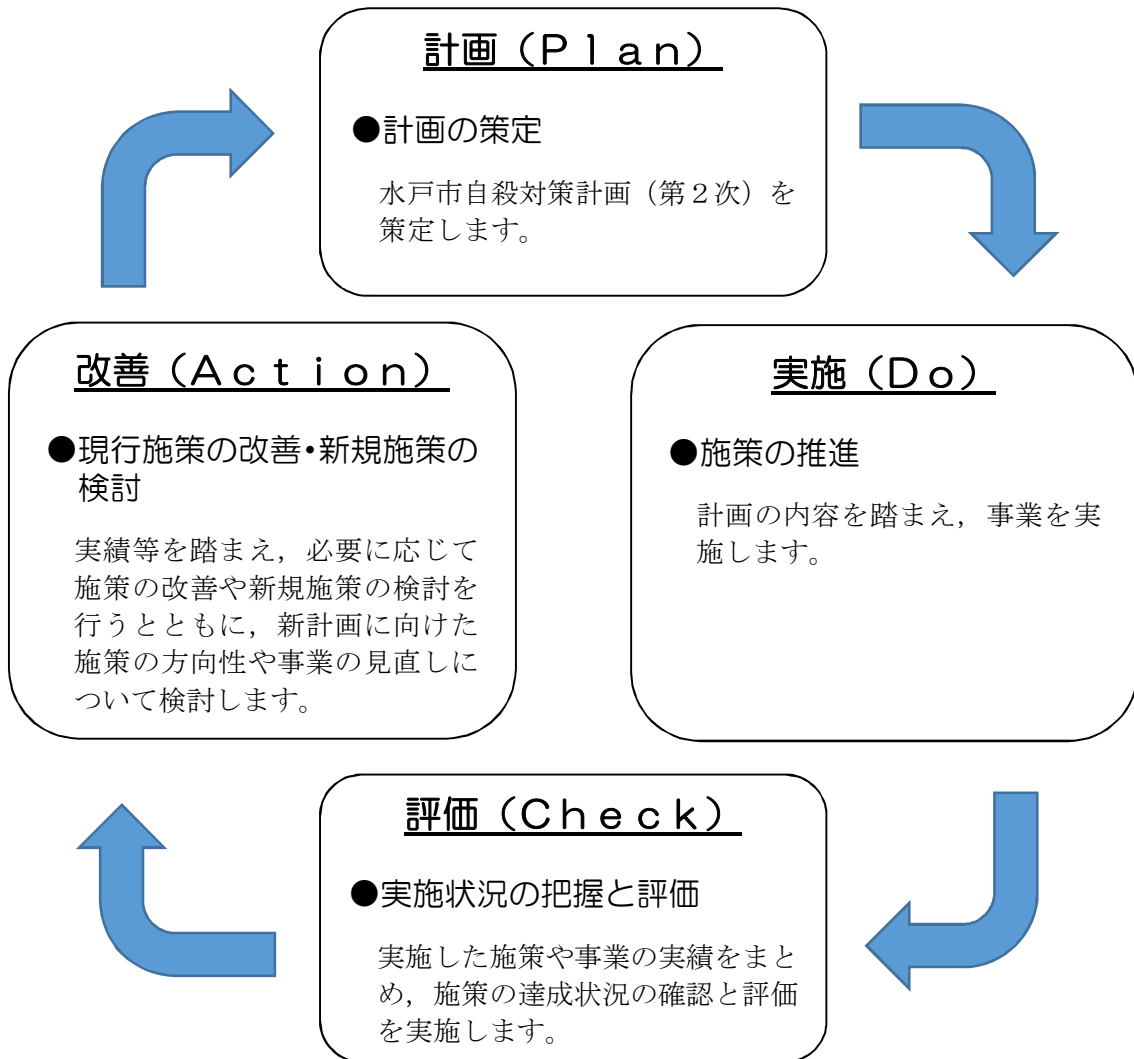 計画（Ｐｌａｎ）
●計画の策定
水戸市自殺対策計画（第２次）を
策定します。
実施（Ｄｏ）
●施策の推進
計画の内容を踏まえ，事業を実
施します。
評価（Ｃｈｅｃｋ）
●実施状況の把握と評価
実施した施策や事業の実績をまと
め，施策の達成状況の確認と評価
を実施します。
改善（Ａｃｔｉｏｎ）
●現行施策の改善・新規施策の
検討
実績等を踏まえ，必要に応じて
施策の改善や新規施策の検討を
行うとともに，新計画に向けた
施策の方向性や事業の見直しに
ついて検討します。